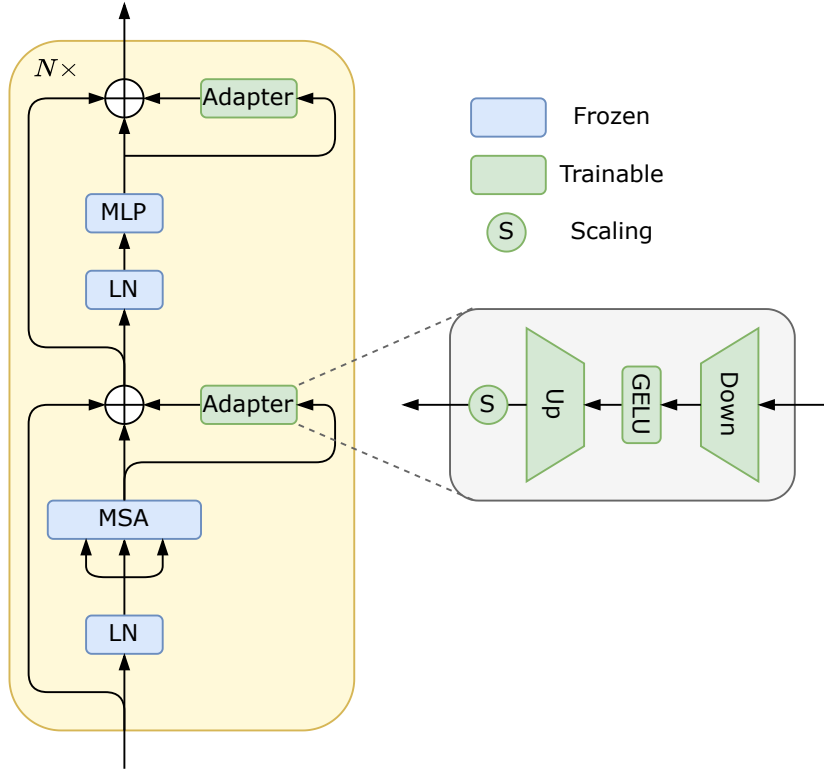 N×
Adapter
MLP
LN
Adapter
MSA
LN
Frozen
Trainable
S
Scaling
S
Up
GELU
Down